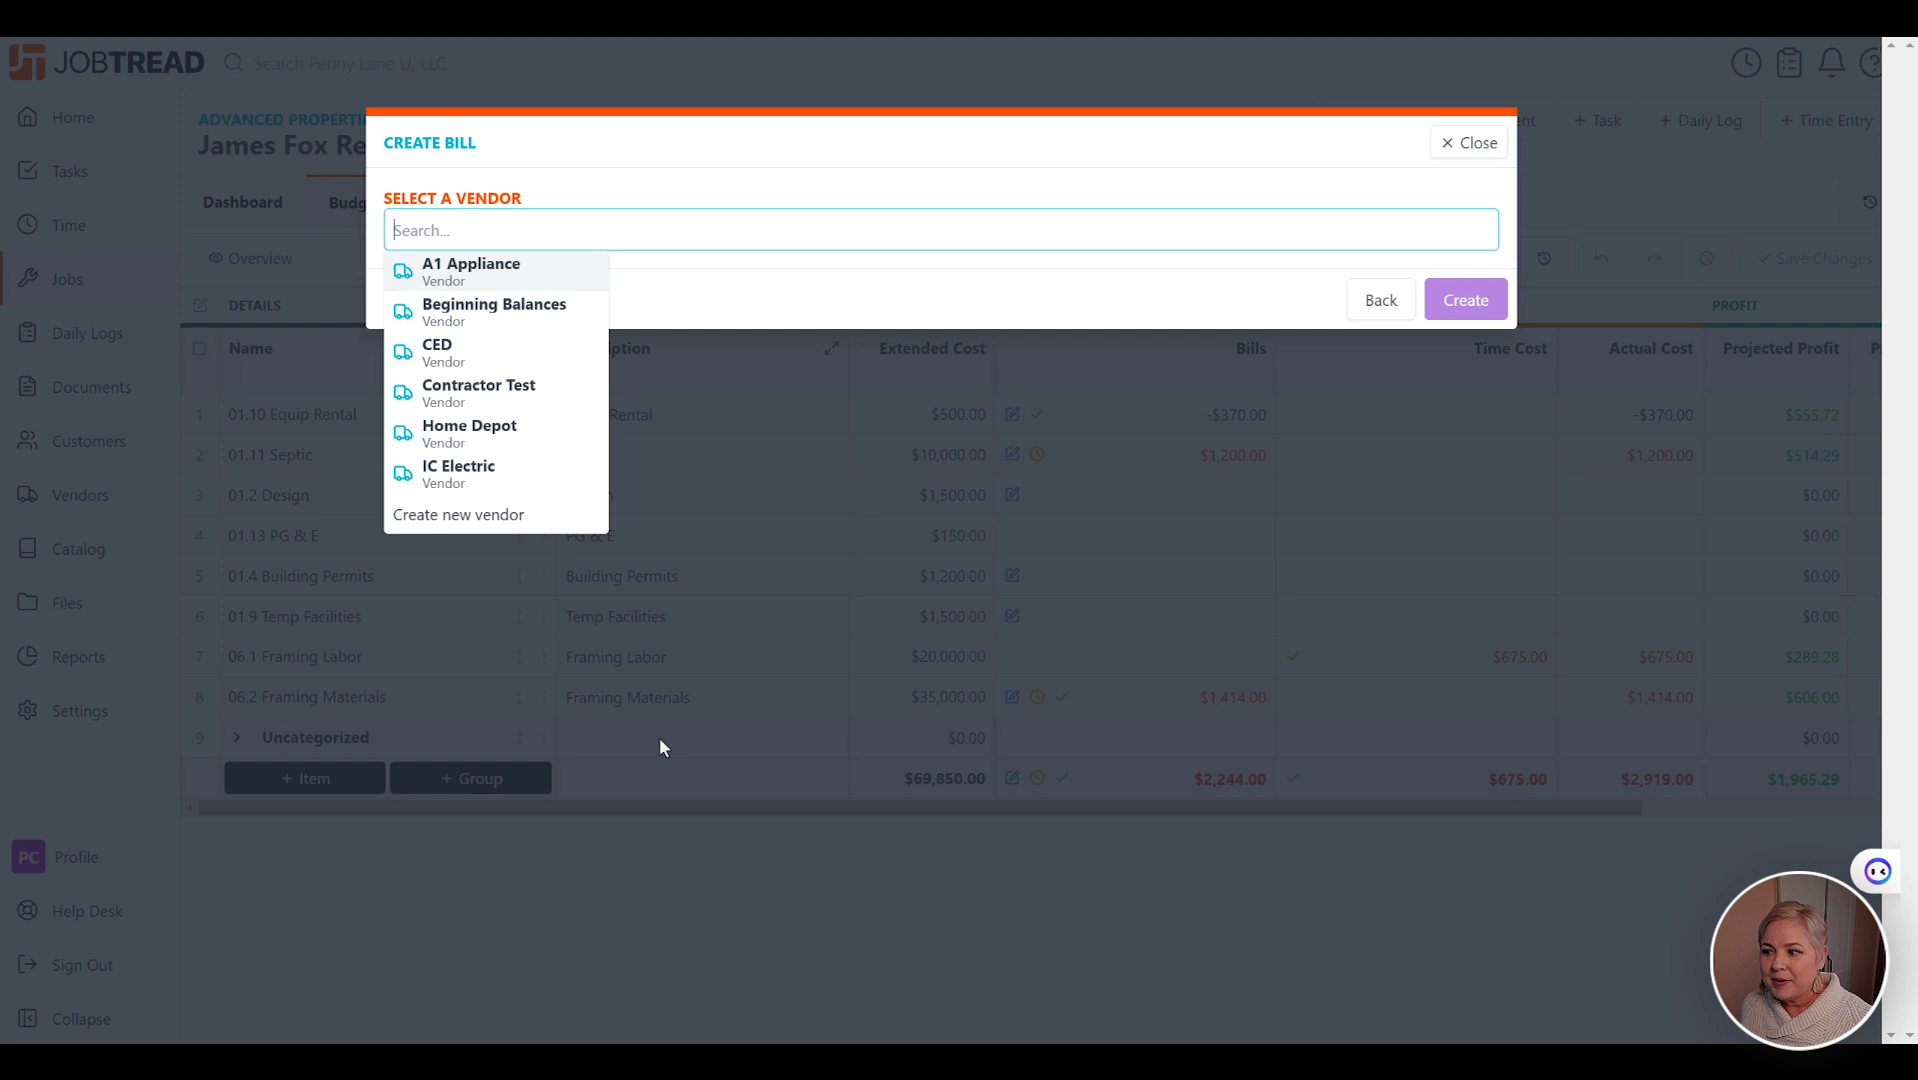 JOBTREAD
Search Penny Lane U, LLC
Home
Tasks
Time
Jobs
Daily Logs
Documents
Customers
Vendors
Catalog
Files
Reports
Settings
PC Profile
Help Desk
Sign Out
Collapse
ADVANCED PROPERTI
James Fox Re
+ Task
+ Daily Log
+ Time Entry
Dashboard
Budg
Overview
Save Changes
CREATE BILL
× Close
SELECT A VENDOR
Search...
A1 Appliance
Vendor
Beginning Balances
Vendor
CED
Vendor
Contractor Test
Vendor
Home Depot
Vendor
IC Electric
Vendor
Create new vendor
Back
Create
DETAILS
PROFIT
Name
ption
Extended Cost
Bills
Time Cost
Actual Cost
Projected Profit
1 01.10 Equip Rental Rental $500.00 -$370.00 -$370.00 $555.72
2 01.11 Septic $10,000.00 $1,200.00 $1,200.00 $514.29
3 01.2 Design $1,500.00 $0.00
4 01.13 PG & E PG & E $150.00 $0.00
5 01.4 Building Permits Building Permits $1,200.00 $0.00
6 01.9 Temp Facilities Temp Facilities $1,500.00 $0.00
7 06.1 Framing Labor Framing Labor $20,000.00 $675.00 $675.00 $289.28
8 06.2 Framing Materials Framing Materials $35,000.00 $1,414.00 $1,414.00 $606.00
9 Uncategorized $0.00 $0.00
+ Item + Group $69,850.00 $2,244.00 $675.00 $2,919.00 $1,965.29